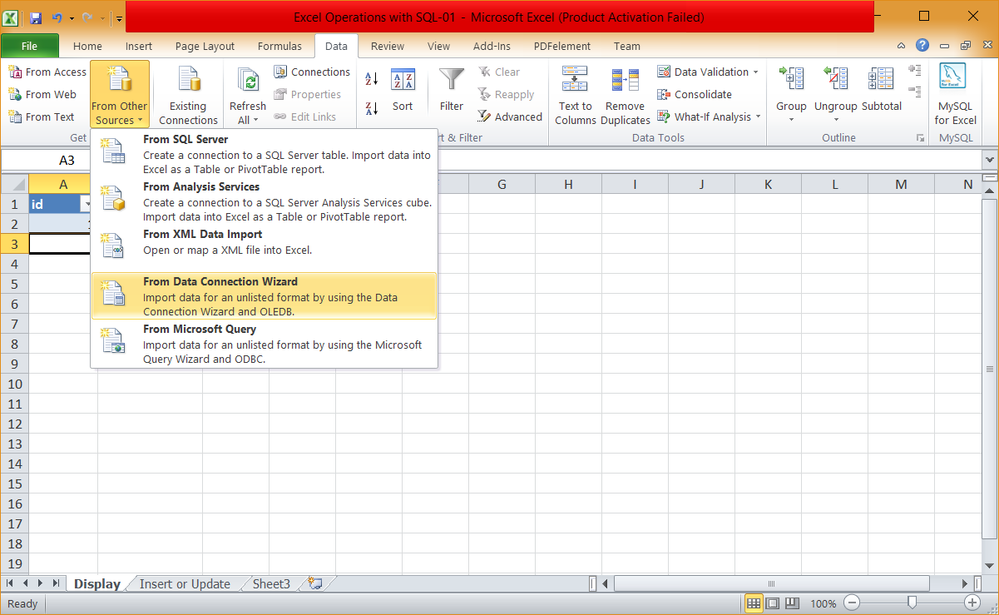 Excel Operations with SQL-01 - Microsoft Excel (Product Activation Failed)
File Home Insert Page Layout Formulas Data Review View Add-Ins PDFelement Team
From Access
From Web
From Text
From Other Sources
Existing Connections
Refresh All
Connections
Properties
Edit Links
Sort
Filter
Clear
Reapply
Advanced
Text to Columns
Remove Duplicates
Data Validation
Consolidate
What-If Analysis
Group
Ungroup
Subtotal
MySQL for Excel
Get
t & Filter
Data Tools
Outline
MySQL
A3
From SQL Server
Create a connection to a SQL Server table. Import data into
Excel as a Table or PivotTable report.
From Analysis Services
Create a connection to a SQL Server Analysis Services cube.
Import data into Excel as a Table or PivotTable report.
From XML Data Import
Open or map a XML file into Excel.
From Data Connection Wizard
Import data for an unlisted format by using the Data
Connection Wizard and OLEDB.
From Microsoft Query
Import data for an unlisted format by using the Microsoft
Query Wizard and ODBC.
A G H I J K L M N
1 id
2
3
4
5
6
7
8
9
10
11
12
13
14
15
16
17
18
19
Display Insert or Update Sheet3
Ready 100%